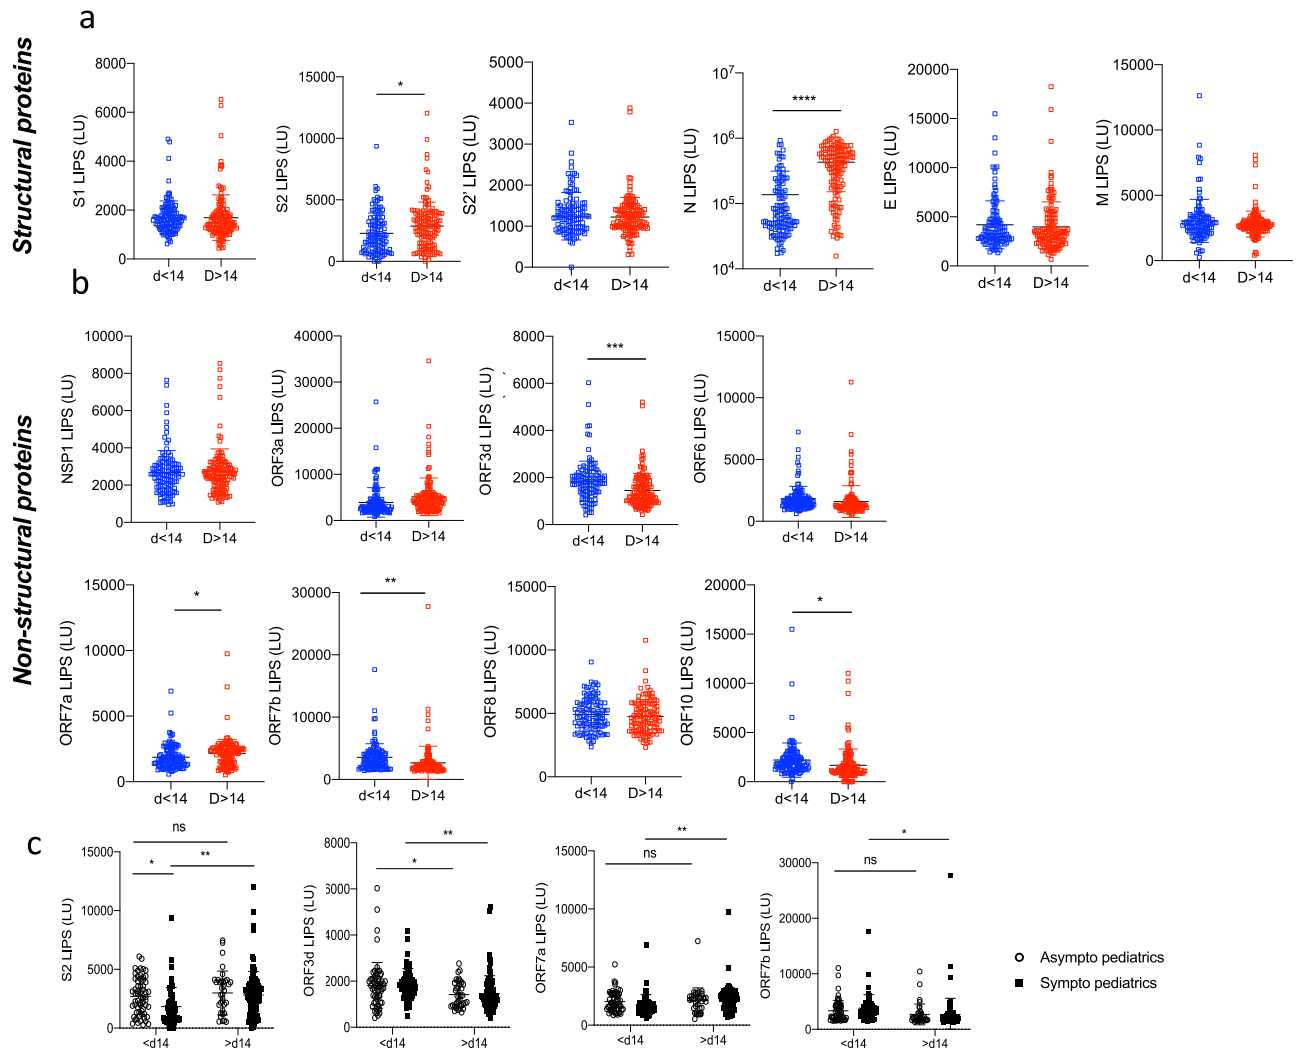 a
Structural proteins
S1 LIPS (LU)
8000
6000
4000
2000
0
d<14
D>14
S2 LIPS (LU)
15000
10000
5000
0
*
d<14
D>14
S2' LIPS (LU)
5000
4000
3000
2000
1000
0
d<14
D>14
N LIPS (LU)
10⁷
10⁶
10⁵
10⁴
****
d<14
D>14
E LIPS (LU)
20000
15000
10000
5000
0
d<14
D>14
M LIPS (LU)
15000
10000
5000
0
d<14
D>14
b
Non-structural proteins
NSP1 LIPS (LU)
10000
8000
6000
4000
2000
0
d<14
D>14
ORF3a LIPS (LU)
40000
30000
20000
10000
0
d<14
D>14
ORF3d LIPS (LU)
8000
6000
4000
2000
0
***
d<14
D>14
ORF6 LIPS (LU)
15000
10000
5000
0
d<14
D>14
ORF7a LIPS (LU)
15000
10000
5000
0
*
d<14
D>14
ORF7b LIPS (LU)
30000
20000
10000
0
**
d<14
D>14
ORF8 LIPS (LU)
15000
10000
5000
0
d<14
D>14
ORF10 LIPS (LU)
20000
15000
10000
5000
0
*
d<14
D>14
c
S2 LIPS (LU)
15000
10000
5000
0
ns
*
**
<d14
>d14
ORF3d LIPS (LU)
8000
6000
4000
2000
0
**
*
<d14
>d14
ORF7a LIPS (LU)
15000
10000
5000
0
**
ns
<d14
>d14
ORF7b LIPS (LU)
30000
20000
10000
0
*
ns
<d14
>d14
Asympto pediatrics
Sympto pediatrics